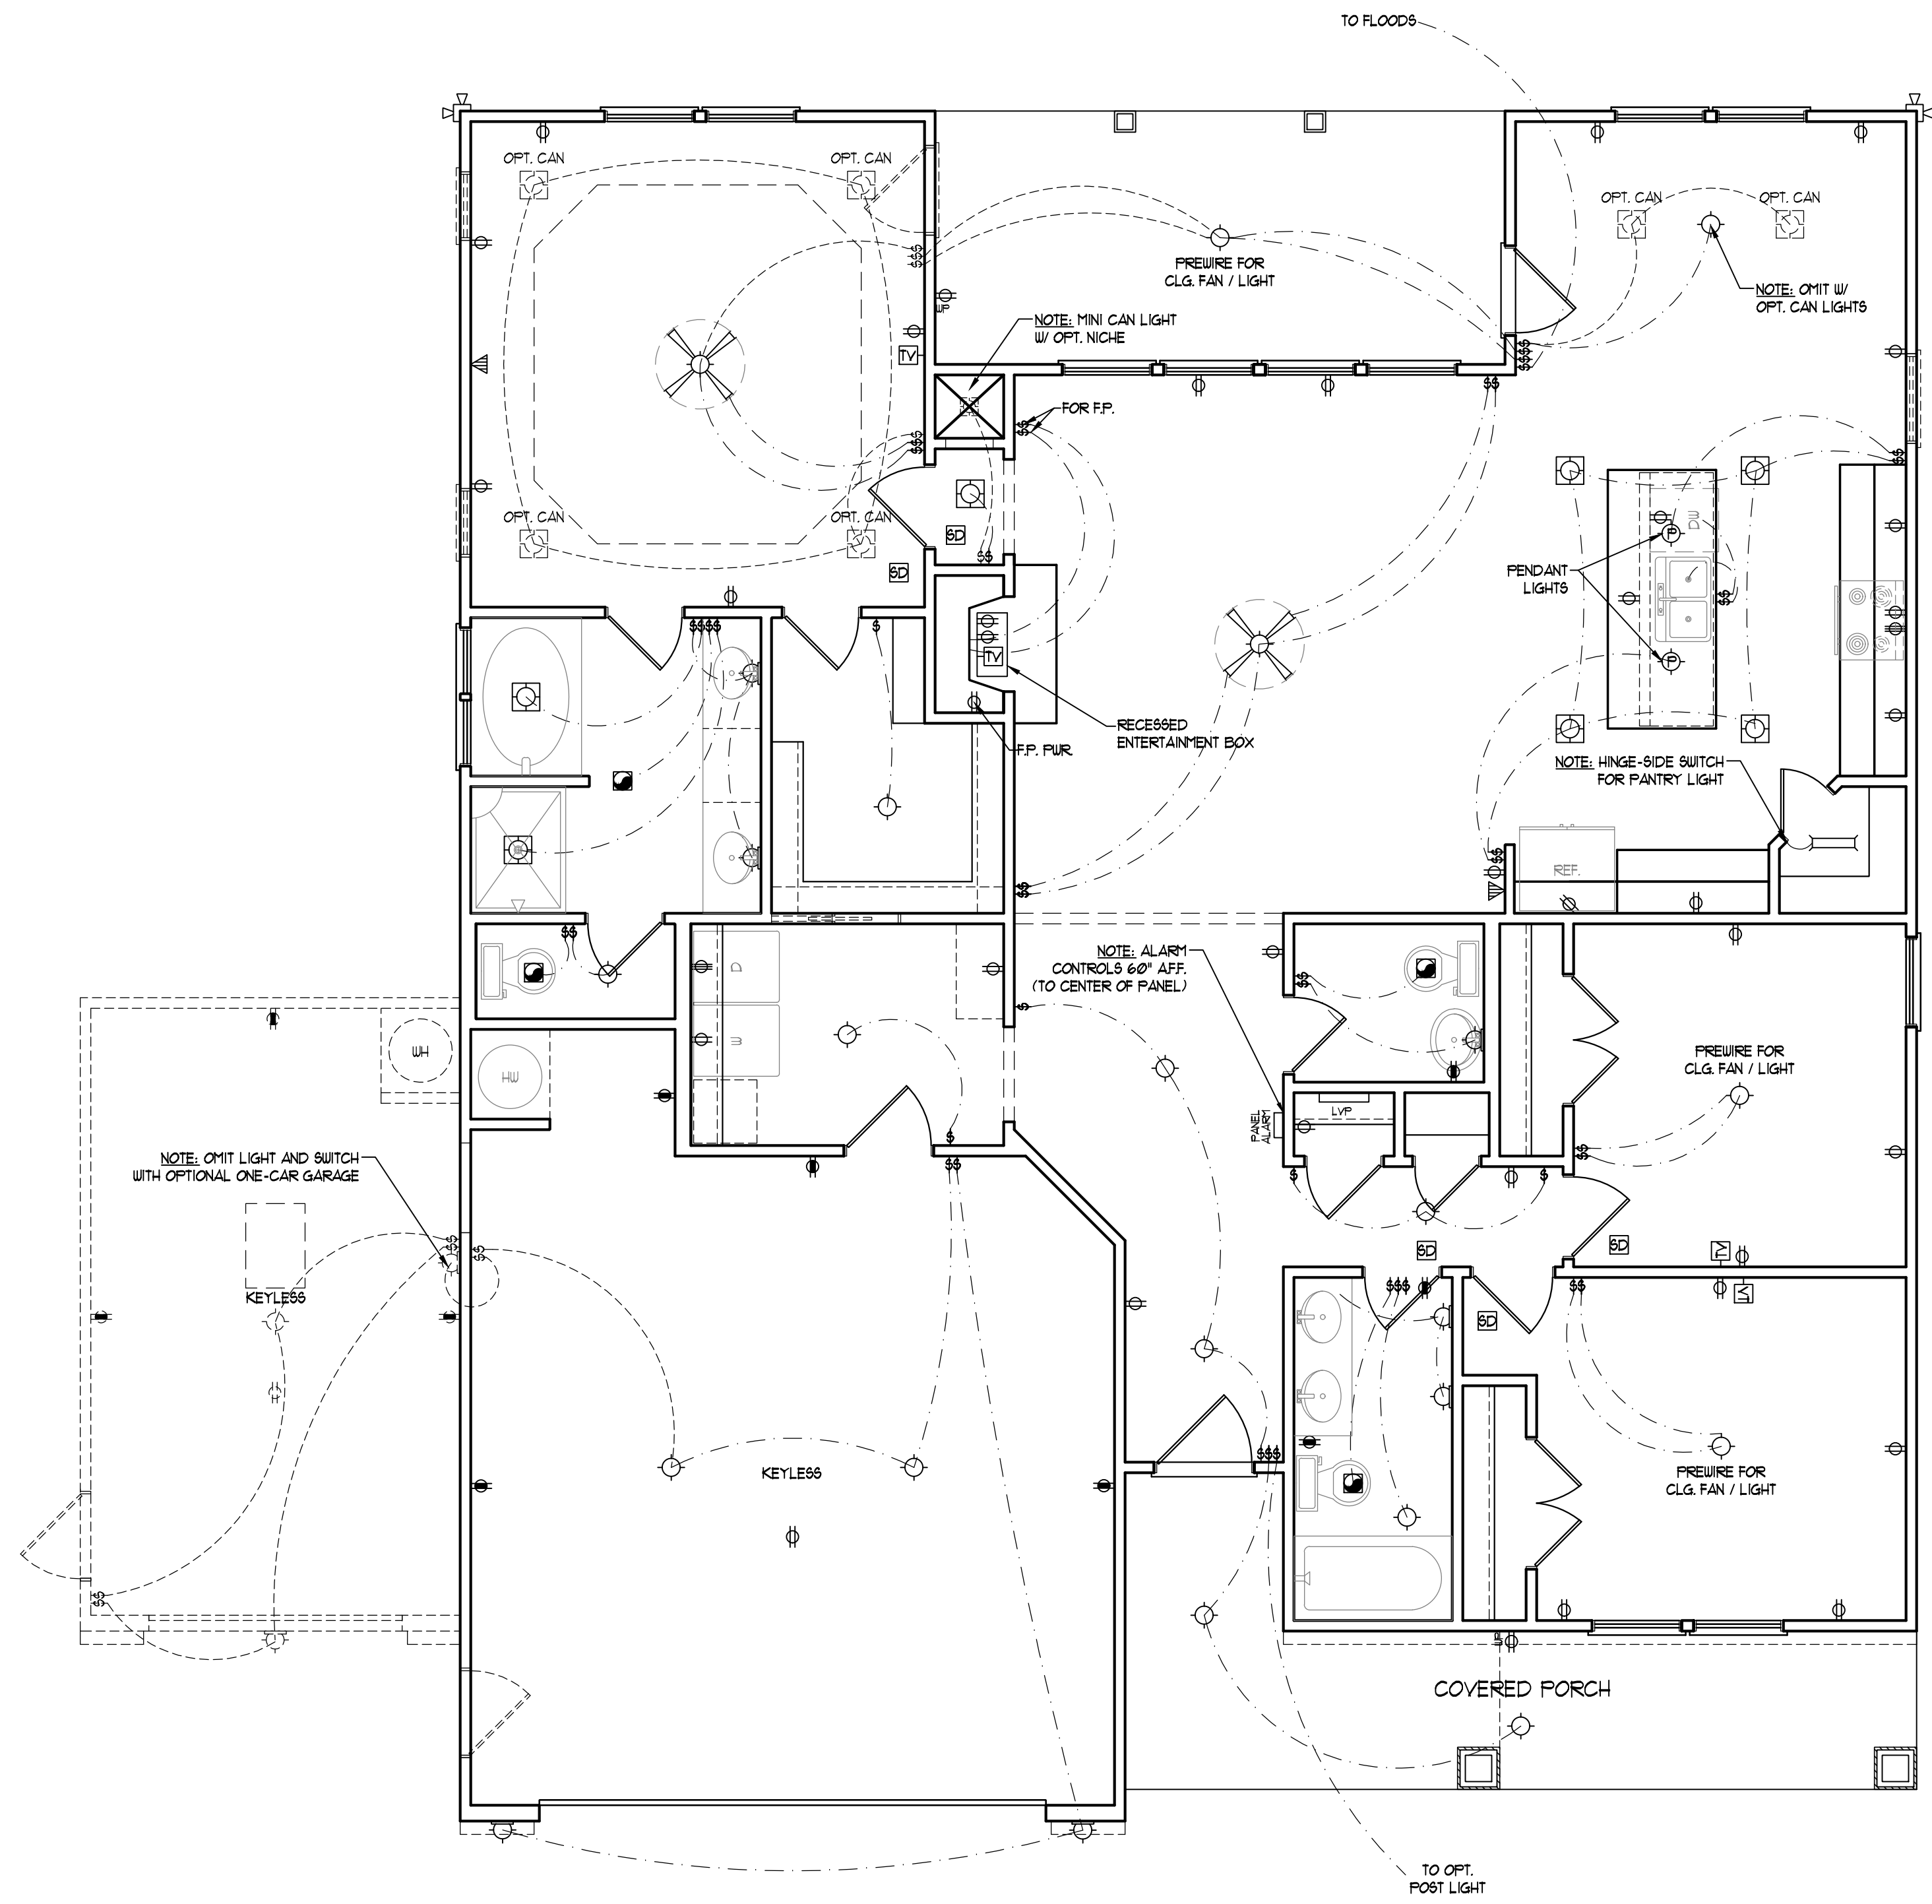 TO FLOODS
OPT. CAN
OPT. CAN
OPT. CAN
OPT. CAN
PREWIRE FOR
CLG. FAN / LIGHT
NOTE: OMIT W/
OPT. CAN LIGHTS
WP
NOTE: MINI CAN LIGHT
W/ OPT. NICHE
TV
FOR F.P.
OPT. CAN
OPT. CAN
SD
SD
DW
PENDANT
LIGHTS
P
P
TV
RECESSED
ENTERTAINMENT BOX
F.P. PWR
NOTE: HINGE-SIDE SWITCH
FOR PANTRY LIGHT
REF.
NOTE: ALARM
CONTROLS 60" A.F.F.
(TO CENTER OF PANEL)
D
W
WH
HW
PREWIRE FOR
CLG. FAN / LIGHT
LVP
ALARM
PANEL
NOTE: OMIT LIGHT AND SWITCH
WITH OPTIONAL ONE-CAR GARAGE
SD
SD
TV
TV
KEYLESS
SD
KEYLESS
PREWIRE FOR
CLG. FAN / LIGHT
WP
COVERED PORCH
TO OPT.
POST LIGHT